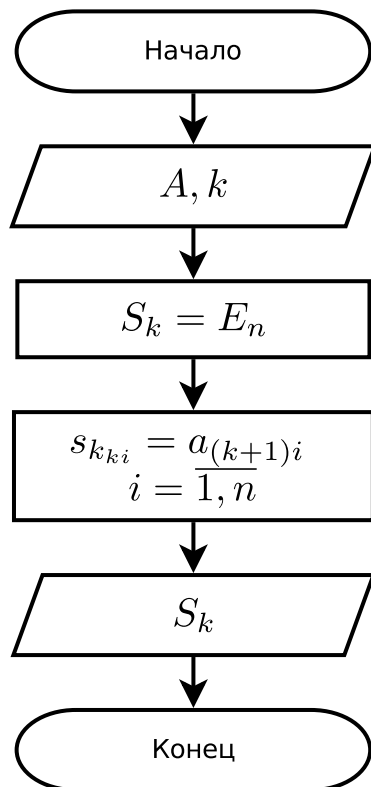 Начало
A, k
S_k = E_n
s_{k_{ki}} = a_{(k+1)i}
i = \overline{1, n}
S_k
Конец